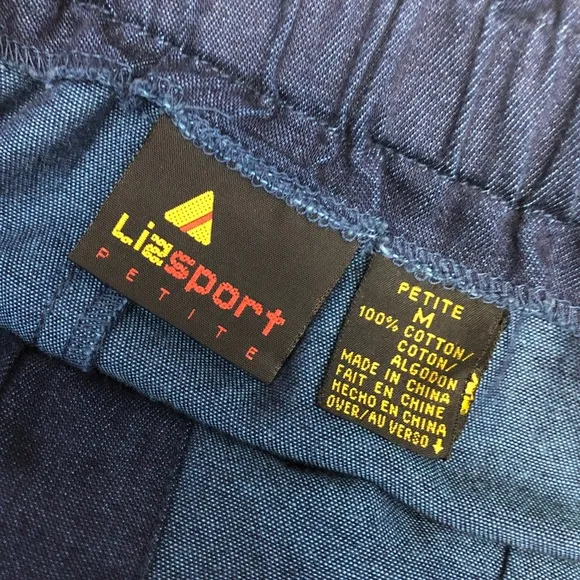 Lizsport
PETITE
PETITE
M
100% COTTON/
COTON/
ALGODON
MADE IN CHINA
FAIT EN CHINE
HECHO EN CHINA
OVER/AU VERSO